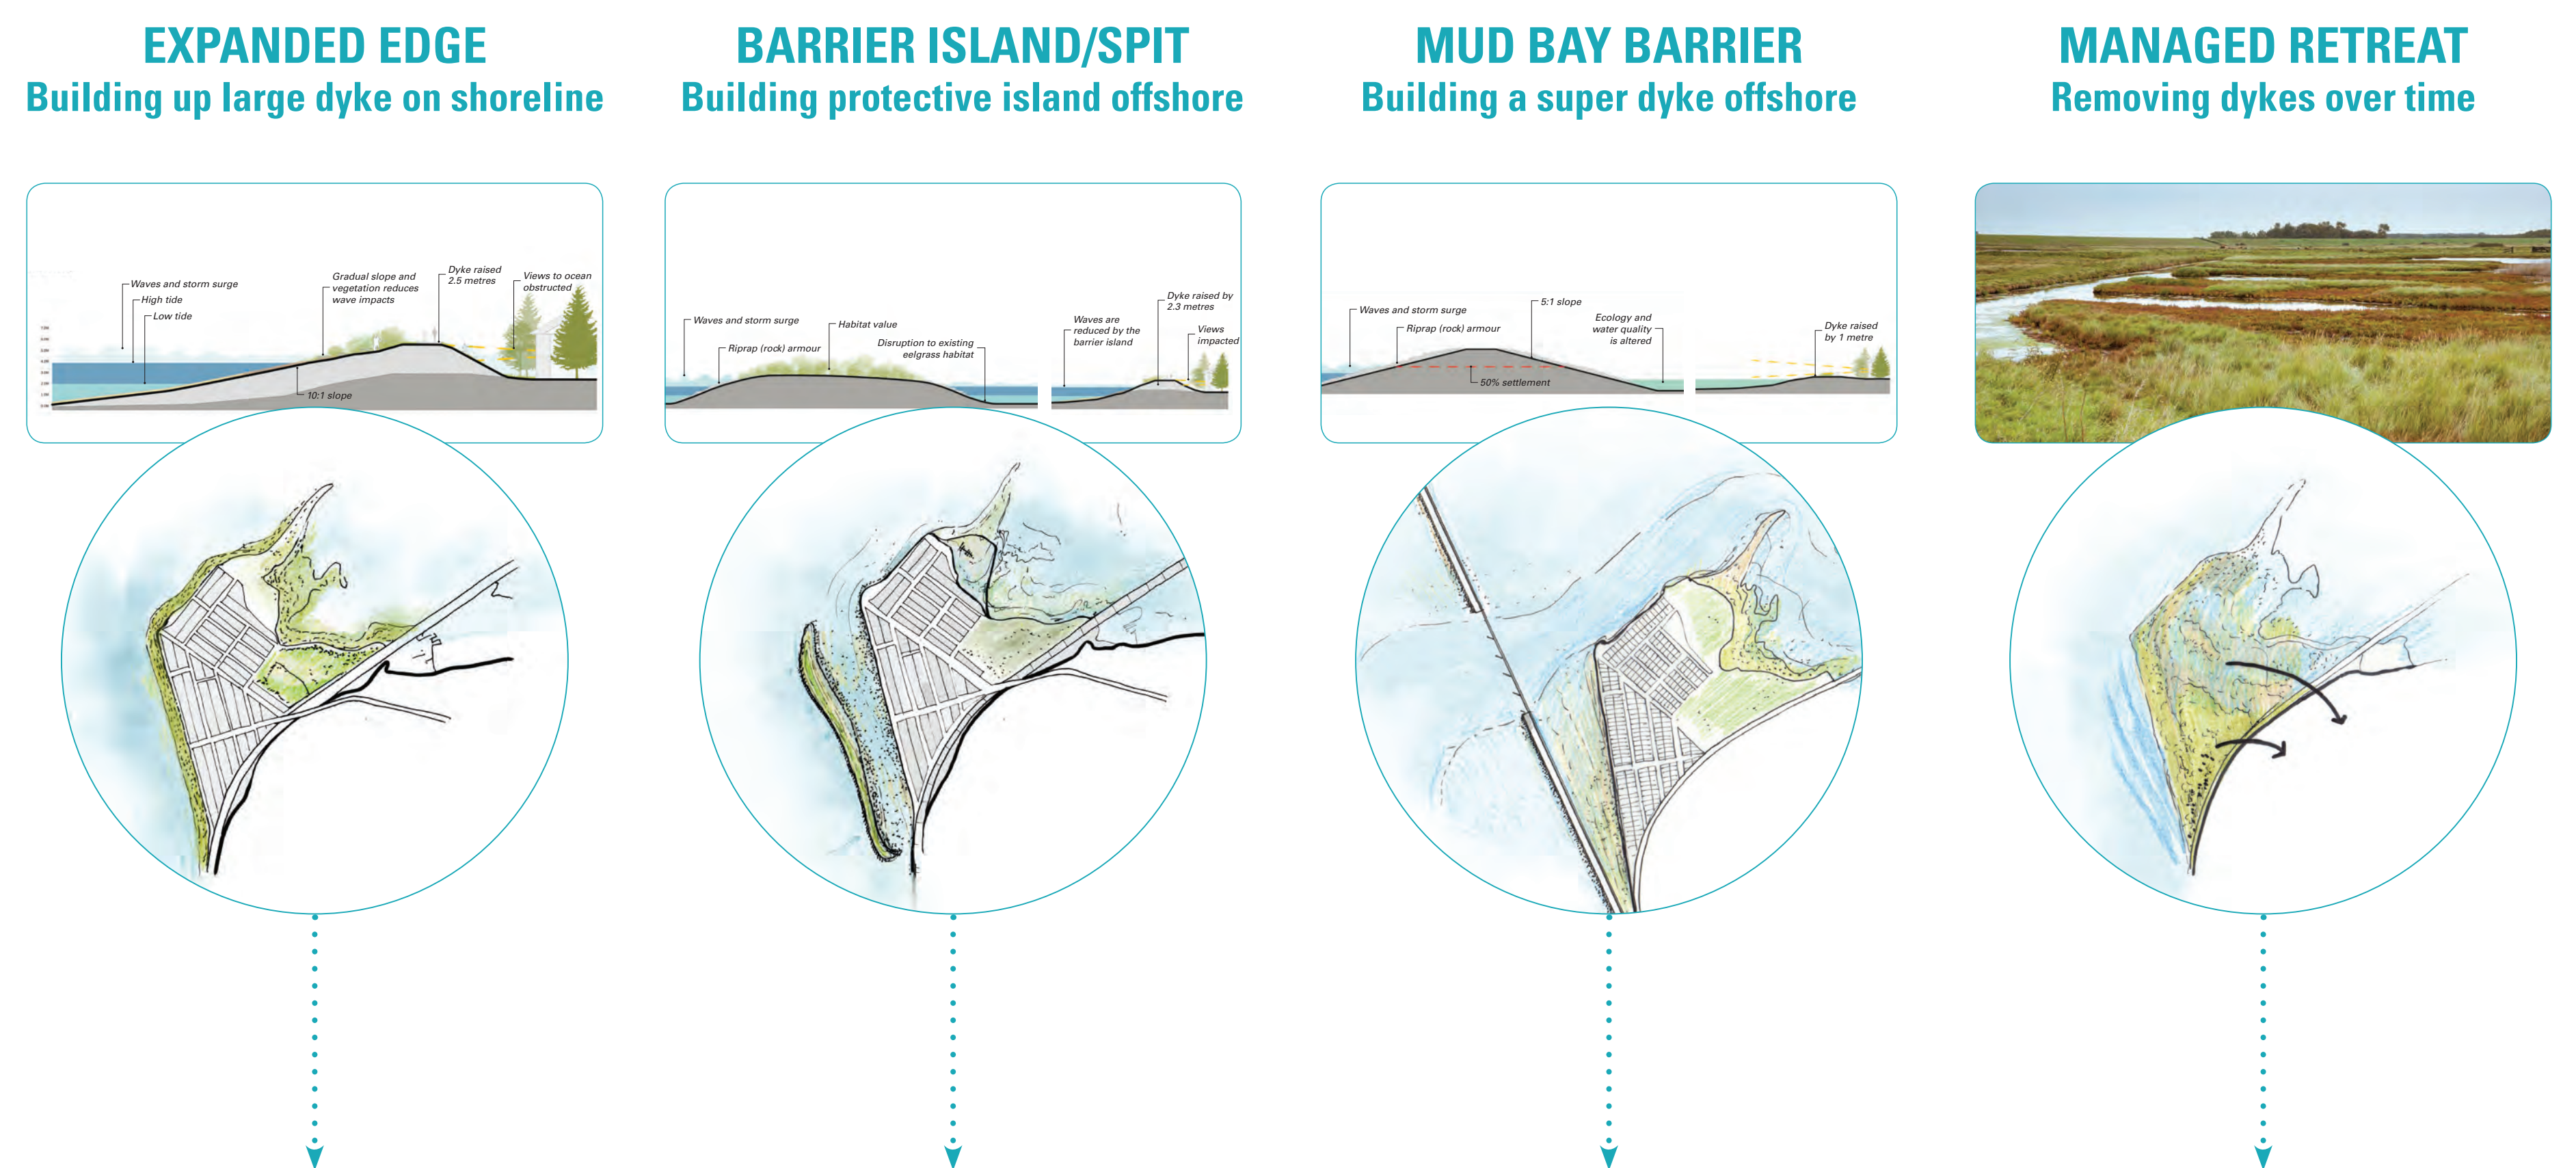 EXPANDED EDGE
Building up large dyke on shoreline
Waves and storm surge
High tide
Low tide
Gradual slope and
vegetation reduces
wave impacts
Dyke raised
2.5 metres
Views to ocean
obstructed
10:1 slope
BARRIER ISLAND/SPIT
Building protective island offshore
Waves and storm surge
Riprap (rock) armour
Habitat value
Disruption to existing
eelgrass habitat
Waves are
reduced by the
barrier island
Dyke raised by
2.3 metres
Views
impacted
MUD BAY BARRIER
Building a super dyke offshore
Waves and storm surge
Riprap (rock) armour
5:1 slope
50% settlement
Ecology and
water quality
is altered
Dyke raised
by 1 metre
MANAGED RETREAT
Removing dykes over time